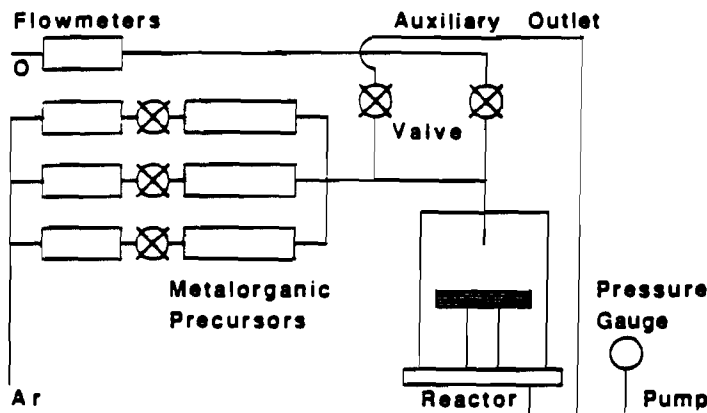 Flowmeters
Auxiliary Outlet
O
Valve
Metalorganic
Precursors
Pressure
Gauge
Ar
Reactor
Pump